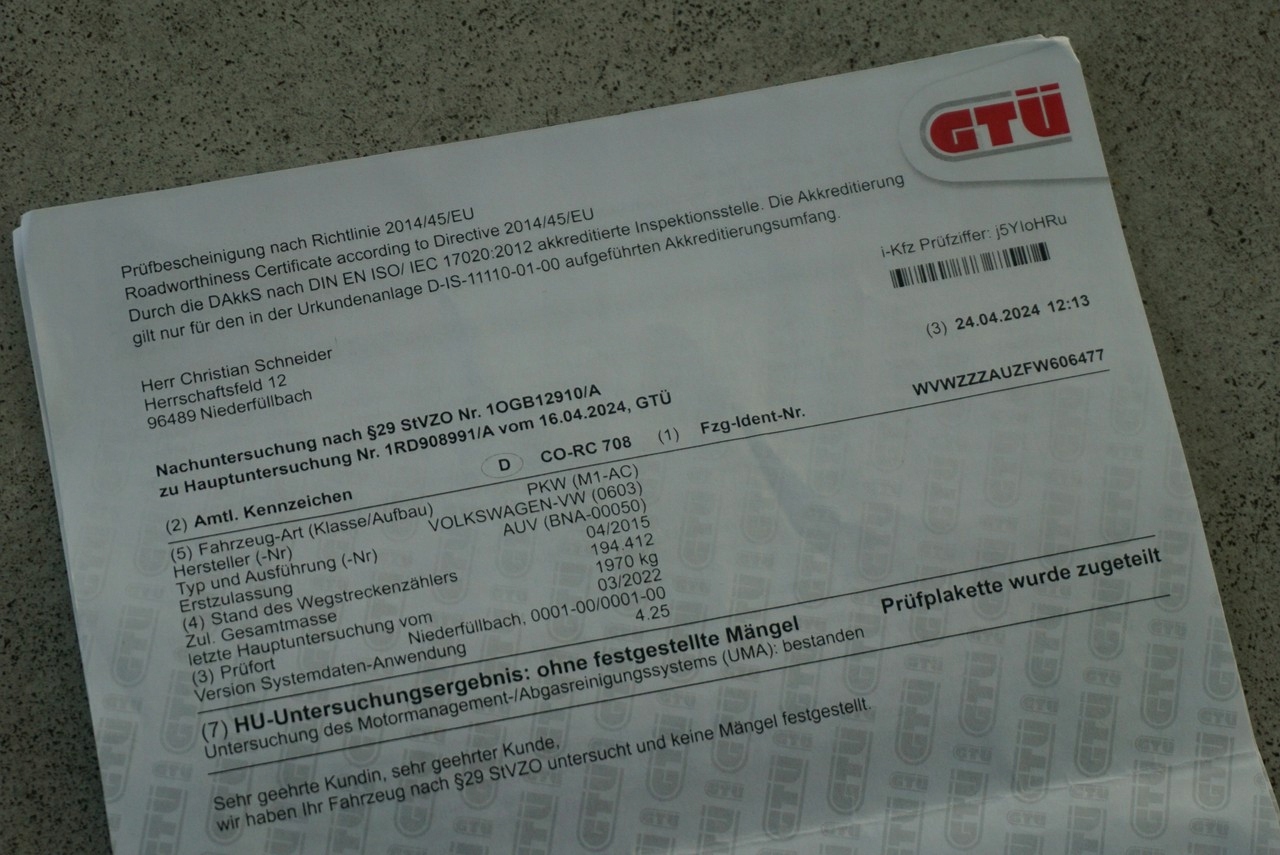 GTÜ
Prüfbescheinigung nach Richtlinie 2014/45/EU
Roadworthiness Certificate according to Directive 2014/45/EU
Durch die DAkkS nach DIN EN ISO/ IEC 17020:2012 akkreditierte Inspektionsstelle. Die Akkreditierung
gilt nur für den in der Urkundenanlage D-IS-11110-01-00 aufgeführten Akkreditierungsumfang.
i-Kfz Prüfziffer: j5YIoHRu
(3) 24.04.2024 12:13
Herr Christian Schneider
Herrschaftsfeld 12
96489 Niederfüllbach
Nachuntersuchung nach §29 StVZO Nr. 1OGB12910/A
zu Hauptuntersuchung Nr. 1RD908991/A vom 16.04.2024, GTÜ
(2) Amtl. Kennzeichen D CO-RC 708 (1) Fzg-Ident-Nr. WVWZZZAUZFW606477
(5) Fahrzeug-Art (Klasse/Aufbau) PKW (M1-AC)
Hersteller (-Nr) VOLKSWAGEN-VW (0603)
Typ und Ausführung (-Nr) AUV (BNA-00050)
Erstzulassung 04/2015
(4) Stand des Wegstreckenzählers 194.412
Zul. Gesamtmasse 1970 kg
letzte Hauptuntersuchung vom 03/2022
(3) Prüfort Niederfüllbach, 0001-00/0001-00
Version Systemdaten-Anwendung 4.25
(7) HU-Untersuchungsergebnis: ohne festgestellte Mängel Prüfplakette wurde zugeteilt
Untersuchung des Motormanagement-/Abgasreinigungssystems (UMA): bestanden
Sehr geehrte Kundin, sehr geehrter Kunde,
wir haben Ihr Fahrzeug nach §29 StVZO untersucht und keine Mängel festgestellt.